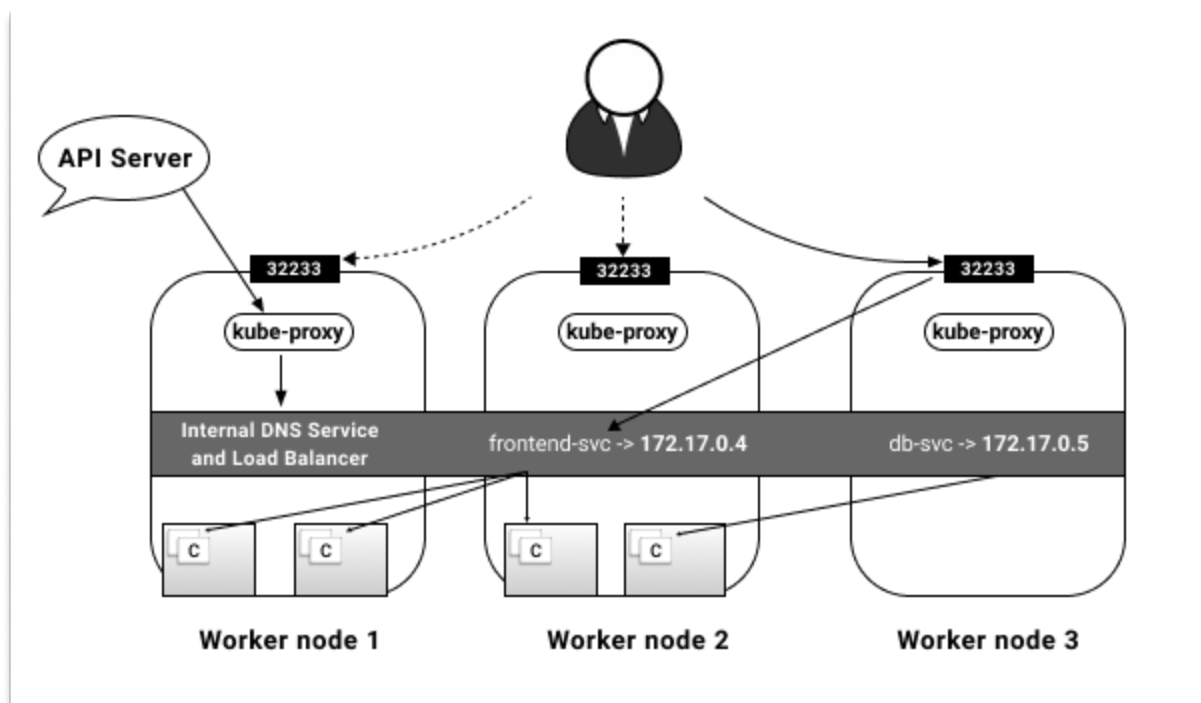 API Server
32233
32233
32233
kube-proxy
kube-proxy
kube-proxy
Internal DNS Service
and Load Balancer
frontend-svc -> 172.17.0.4
db-svc -> 172.17.0.5
C
C
C
C
Worker node 1
Worker node 2
Worker node 3